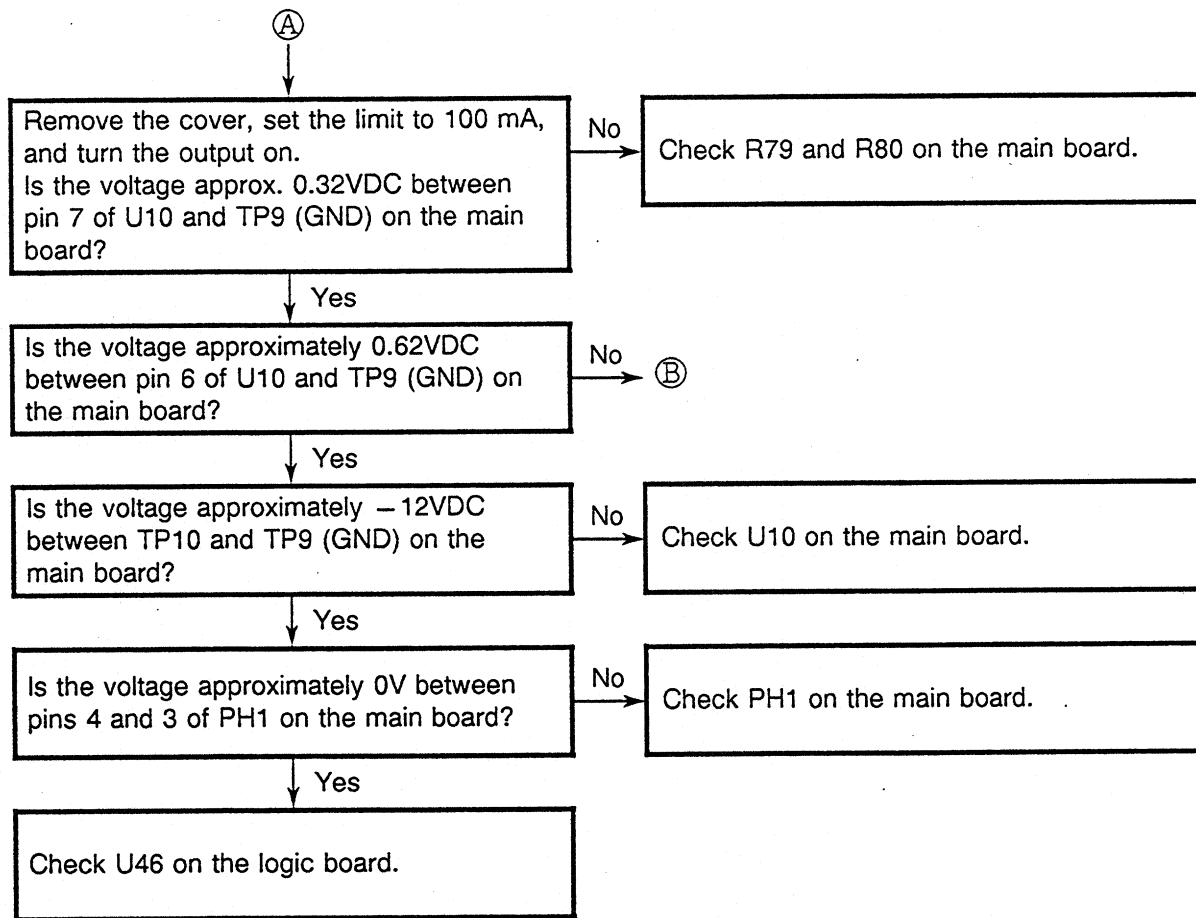 Ⓐ
Remove the cover, set the limit to 100 mA,
and turn the output on.
Is the voltage approx. 0.32VDC between
pin 7 of U10 and TP9 (GND) on the main
board?
No
Check R79 and R80 on the main board.
Yes
Is the voltage approximately 0.62VDC
between pin 6 of U10 and TP9 (GND) on
the main board?
No
Ⓑ
Yes
Is the voltage approximately −12VDC
between TP10 and TP9 (GND) on the
main board?
No
Check U10 on the main board.
Yes
Is the voltage approximately 0V between
pins 4 and 3 of PH1 on the main board?
No
Check PH1 on the main board.
Yes
Check U46 on the logic board.